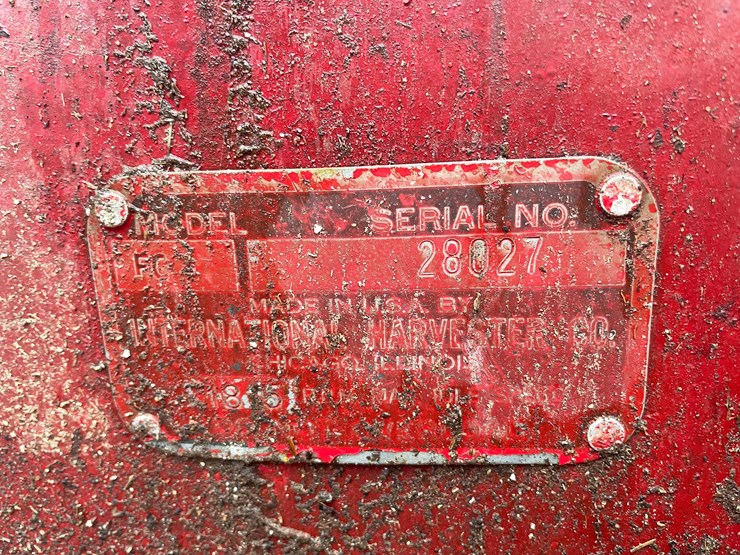 MODEL SERIAL NO.
FC 28027
MADE IN U.S.A. BY
INTERNATIONAL HARVESTER CO.
CHICAGO, ILLINOIS